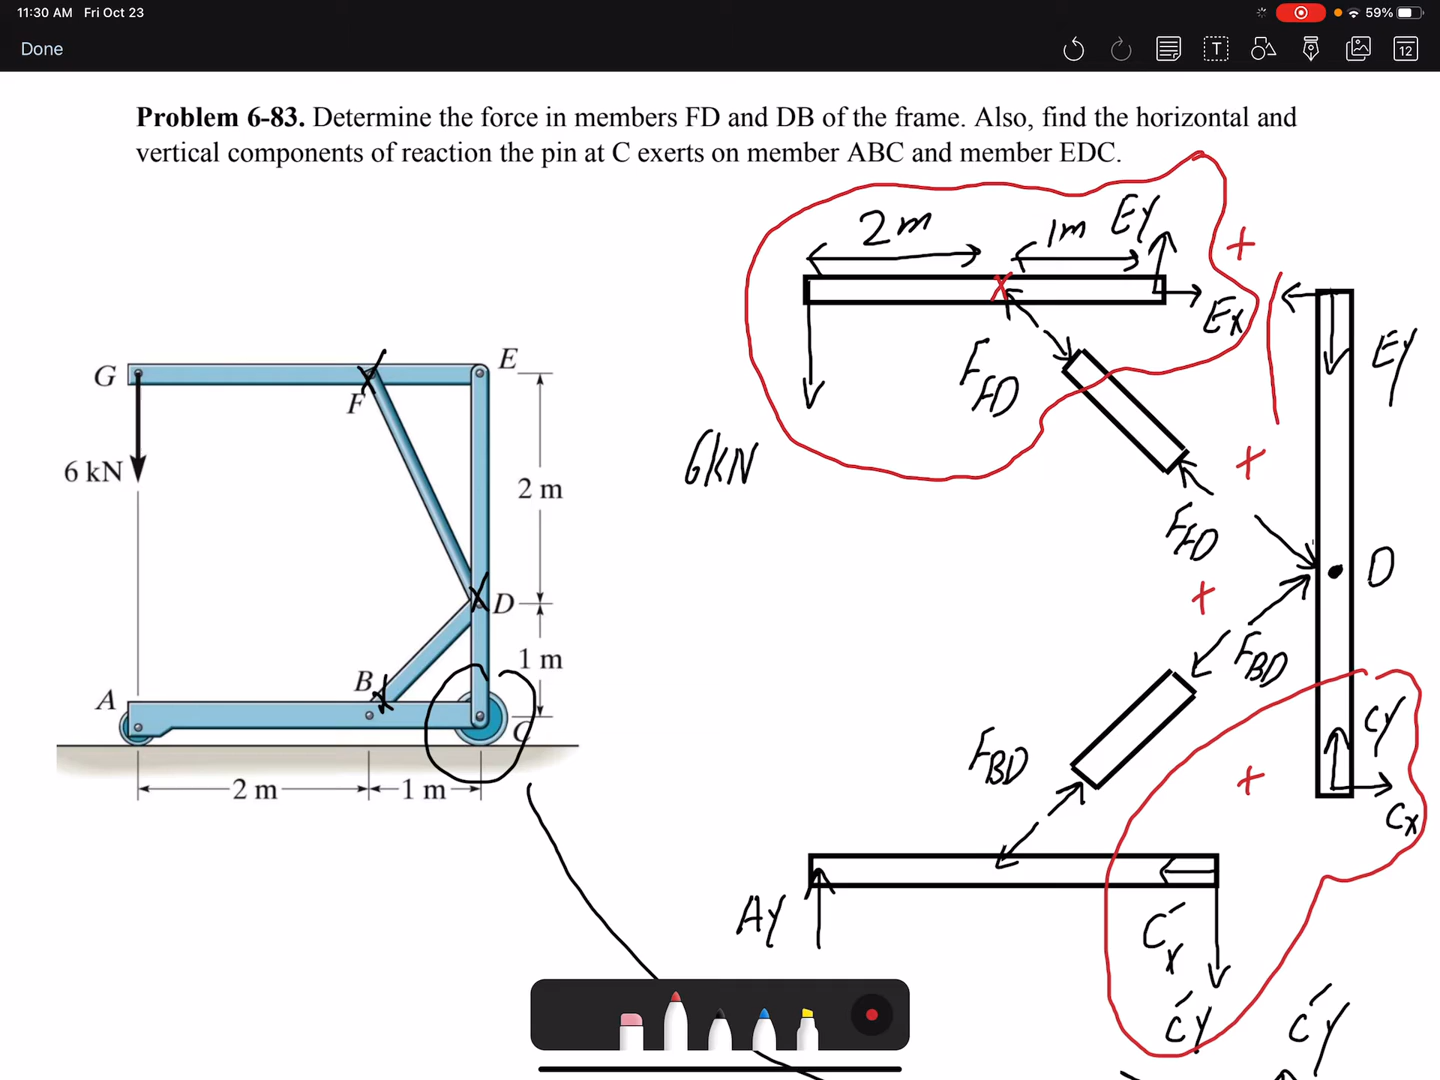 11:30 AM Fri Oct 23
59%
Done
T
12
Problem 6-83. Determine the force in members FD and DB of the frame. Also, find the horizontal and
vertical components of reaction the pin at C exerts on member ABC and member EDC.
2m
1m
EY
+
Ex
EY
G
E
F
6 kN
2 m
D
1 m
B
A
C
2 m
1 m
6kN
FFD
+
FFD
D
+
FBD
FBD
CY
+
Cx
AY
C´x
C´Y
C´Y